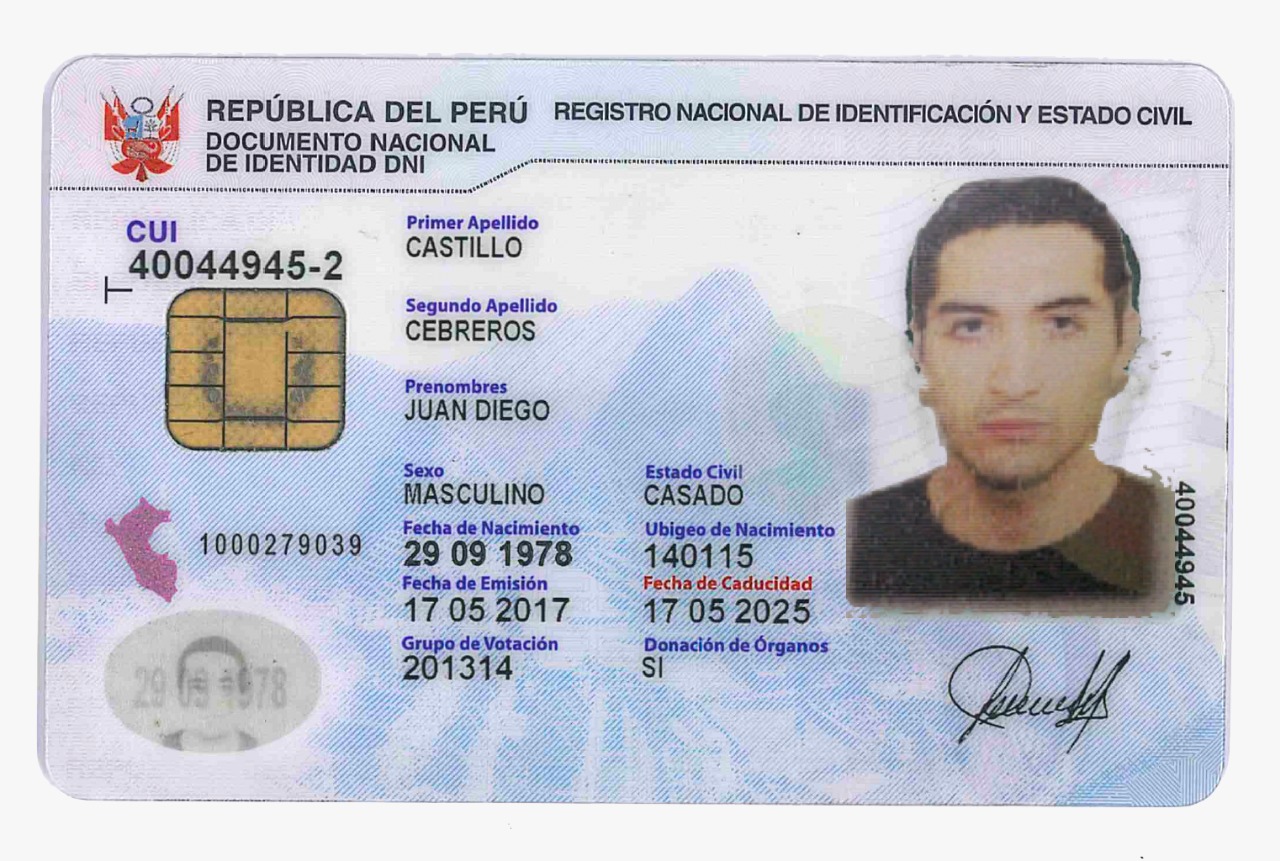 REPÚBLICA DEL PERÚ REGISTRO NACIONAL DE IDENTIFICACIÓN Y ESTADO CIVIL
DOCUMENTO NACIONAL
DE IDENTIDAD DNI
CUI
40044945-2
Primer Apellido
CASTILLO
Segundo Apellido
CEBREROS
Prenombres
JUAN DIEGO
Sexo
MASCULINO
Estado Civil
CASADO
Fecha de Nacimiento
29 09 1978
Ubigeo de Nacimiento
140115
Fecha de Emisión
17 05 2017
Fecha de Caducidad
17 05 2025
Grupo de Votación
201314
Donación de Órganos
SI
1000279039
29 09 1978
40044945